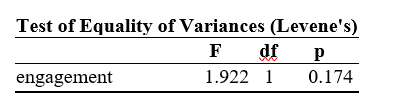 Test of Equality of Variances (Levene's)
F df p
engagement 1.922 1 0.174